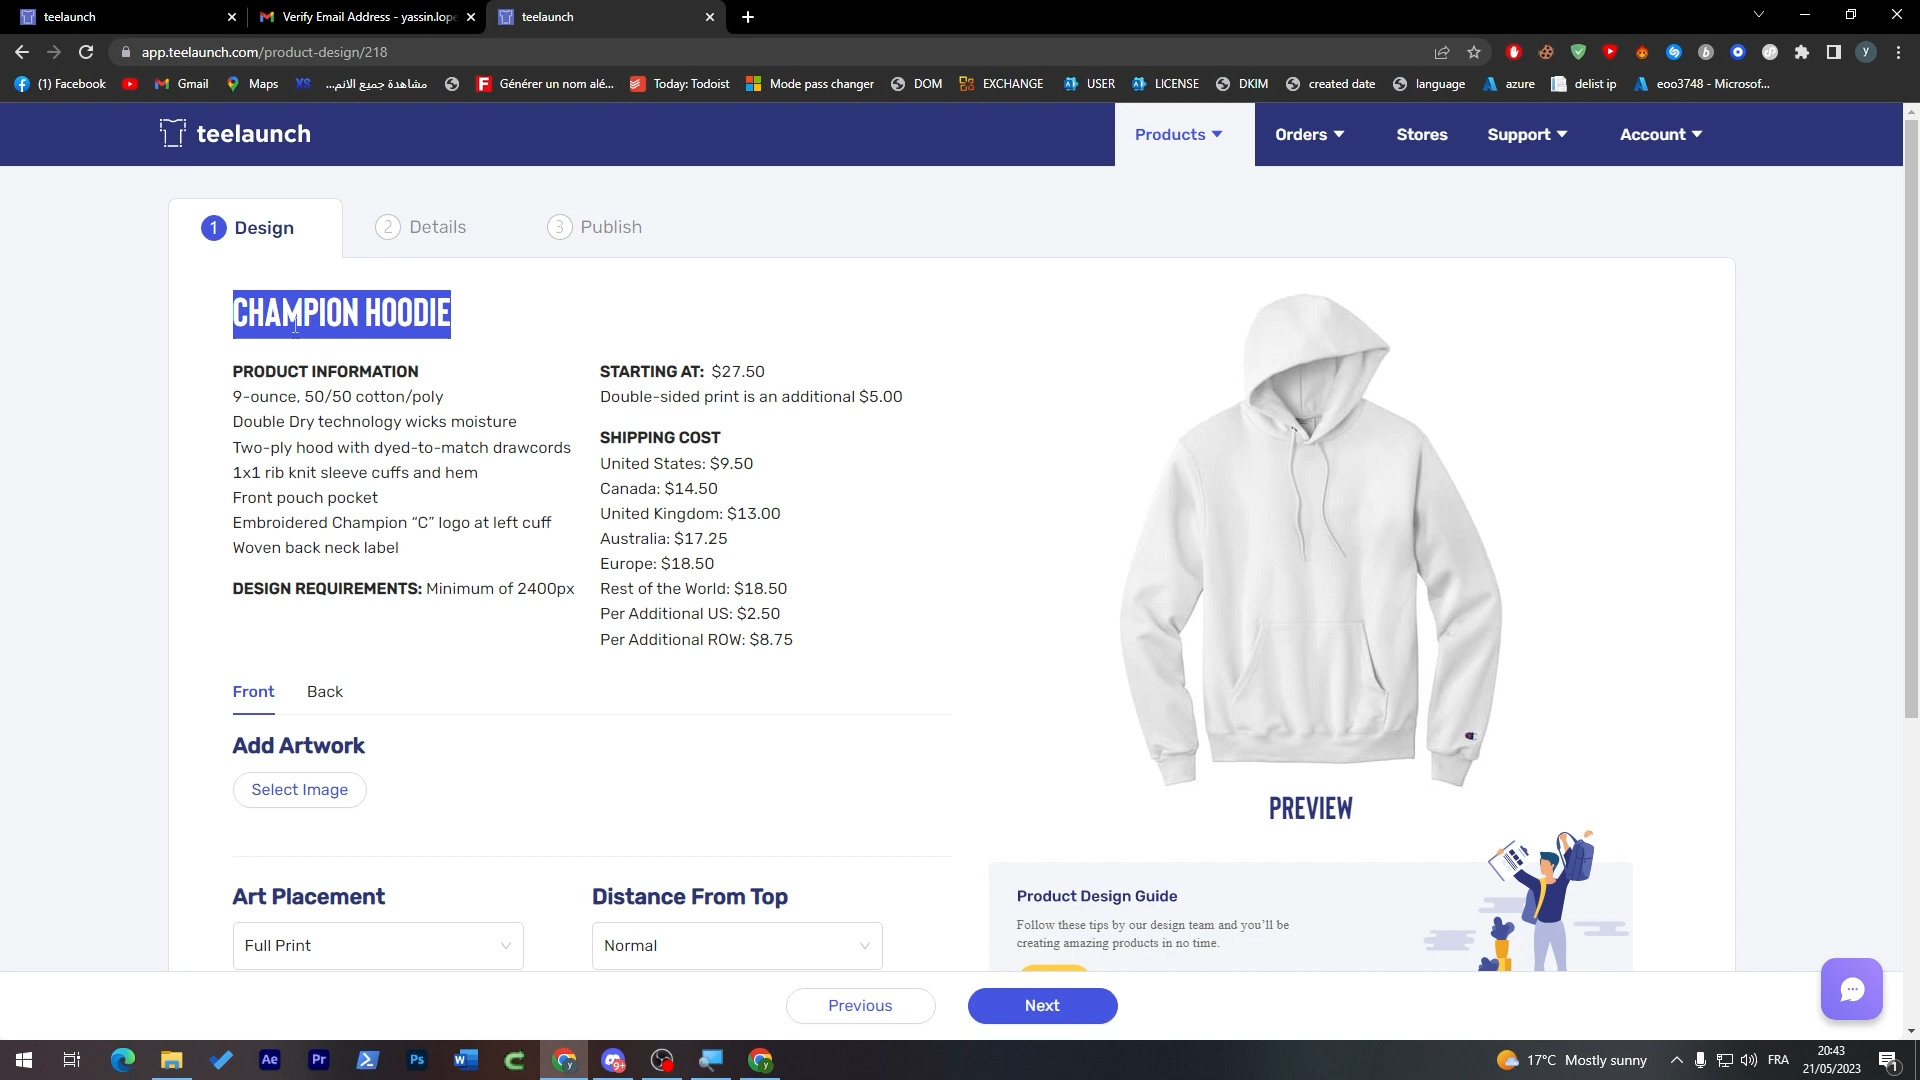 teelaunch
Verify Email Address - yassin.lope
teelaunch
app.teelaunch.com/product-design/218
y
(1) Facebook
Gmail
Maps
XS
مشاهدة جميع الانم...
Générer un nom alé...
Today: Todoist
Mode pass changer
DOM
EXCHANGE
USER
LICENSE
DKIM
created date
language
azure
delist ip
eoo3748 - Microsof...
teelaunch
Products
Orders
Stores
Support
Account
1 Design
2 Details
3 Publish
CHAMPION HOODIE
PRODUCT INFORMATION
9-ounce, 50/50 cotton/poly
Double Dry technology wicks moisture
Two-ply hood with dyed-to-match drawcords
1x1 rib knit sleeve cuffs and hem
Front pouch pocket
Embroidered Champion “C” logo at left cuff
Woven back neck label
DESIGN REQUIREMENTS: Minimum of 2400px
STARTING AT: $27.50
Double-sided print is an additional $5.00
SHIPPING COST
United States: $9.50
Canada: $14.50
United Kingdom: $13.00
Australia: $17.25
Europe: $18.50
Rest of the World: $18.50
Per Additional US: $2.50
Per Additional ROW: $8.75
Front
Back
Add Artwork
Select Image
PREVIEW
Art Placement
Full Print
Distance From Top
Normal
Product Design Guide
Follow these tips by our design team and you’ll be
creating amazing products in no time.
Previous
Next
Ae
Pr
Ps
W
9+
17°C Mostly sunny
FRA
20:43
21/05/2023
1